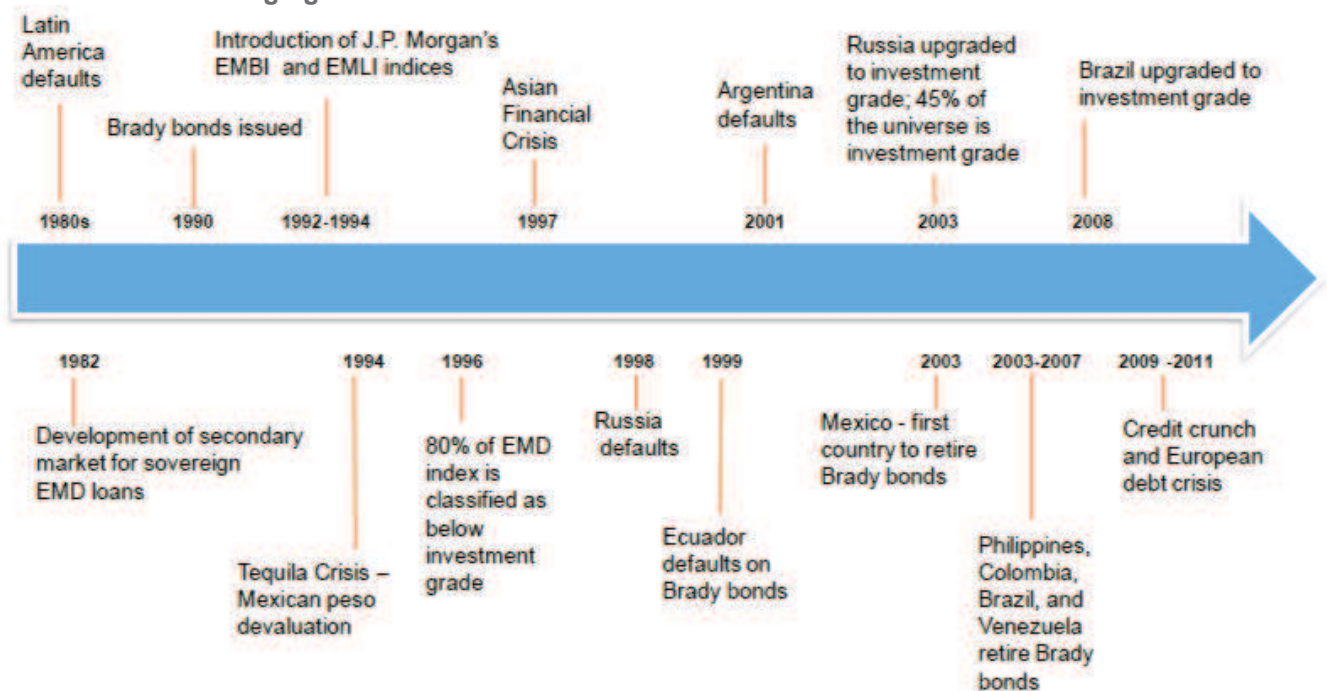 Latin
America
defaults
Introduction of J.P. Morgan's
EMBI and EMLI indices
Brady bonds issued
Asian
Financial
Crisis
Argentina
defaults
Russia upgraded
to investment
grade; 45% of
the universe is
investment grade
Brazil upgraded to
investment grade
1980s
1990
1992-1994
1997
2001
2003
2008
1982
1994
1996
1998
1999
2003
2003-2007
2009 -2011
Development of secondary
market for sovereign
EMD loans
Tequila Crisis –
Mexican peso
devaluation
80% of EMD
index is
classified as
below
investment
grade
Russia
defaults
Ecuador
defaults on
Brady bonds
Mexico - first
country to retire
Brady bonds
Philippines,
Colombia,
Brazil, and
Venezuela
retire Brady
bonds
Credit crunch
and European
debt crisis